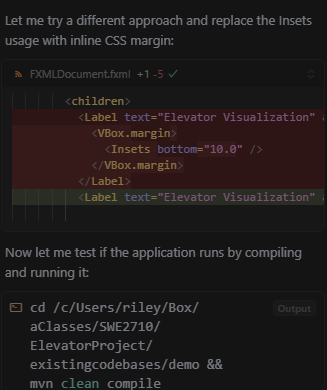 Let me try a different approach and replace the Insets
usage with inline CSS margin:
FXMLDocument.fxml +1 -5
<children>
<Label text="Elevator Visualization"
<VBox.margin>
<Insets bottom="10.0" />
</VBox.margin>
</Label>
<Label text="Elevator Visualization"
Now let me test if the application runs by compiling
and running it:
Output
cd /c/Users/riley/Box/
aClasses/SWE2710/
ElevatorProject/
existingcodebases/demo &&
mvn clean compile